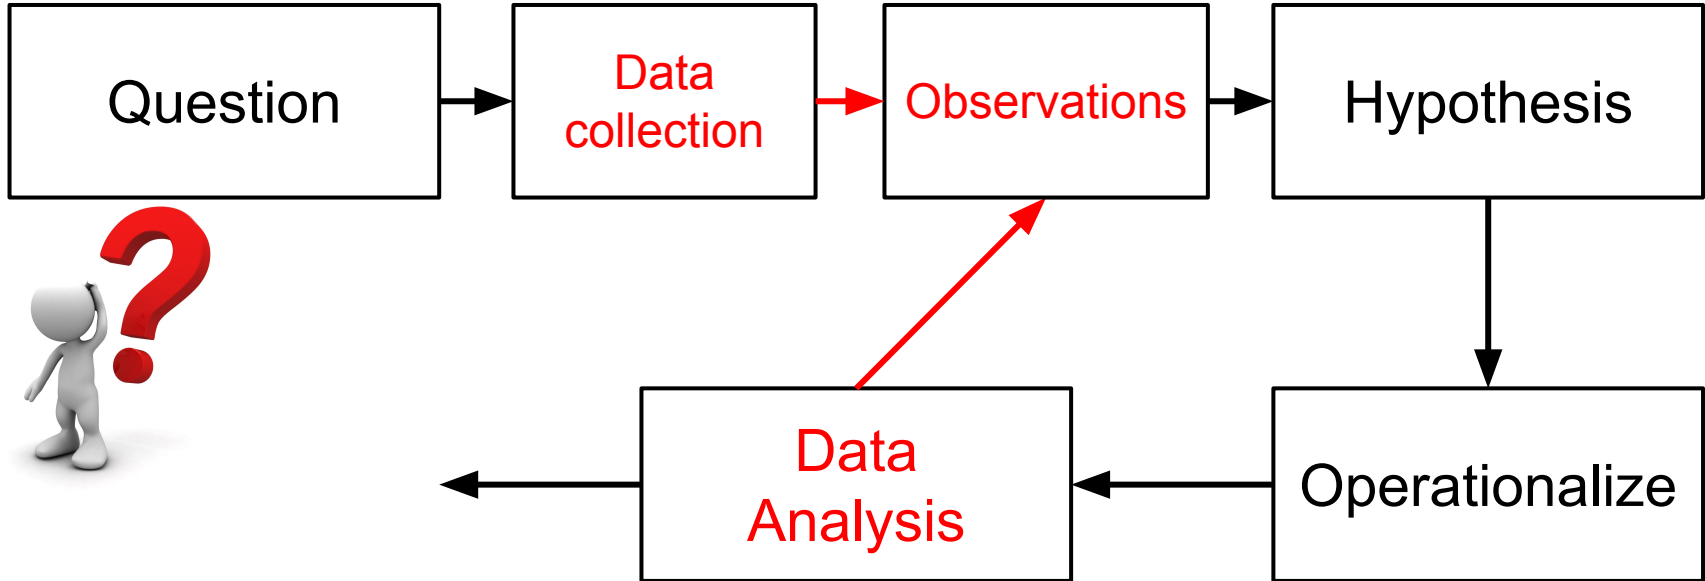 Question
Data
collection
Observations
Hypothesis
Data
Analysis
Operationalize